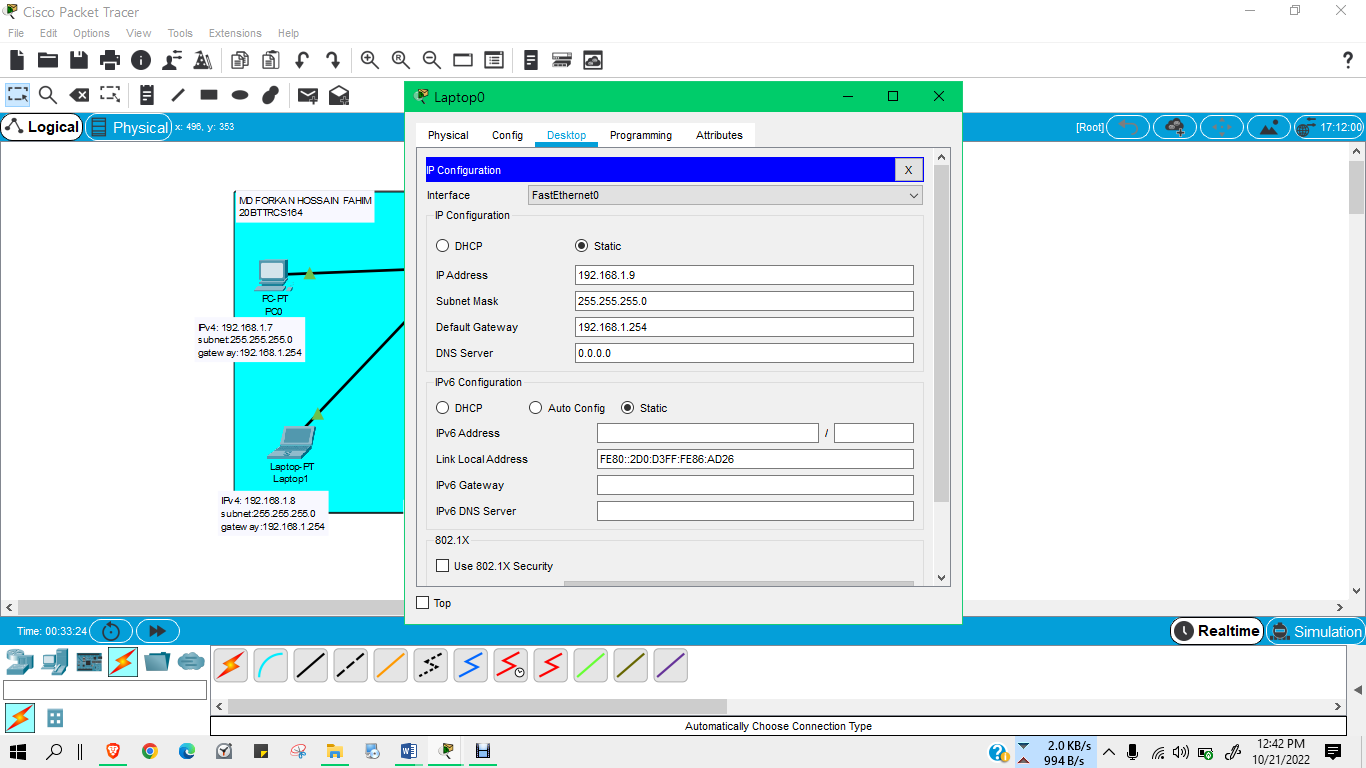 Cisco Packet Tracer
File Edit Options View Tools Extensions Help
Logical Physical x: 496, y: 353 [Root] 17:12:00
MD FORKAN HOSSAIN FAHIM
20BTTRCS164
PC-PT
PC0
IPv4: 192.168.1.7
subnet:255.255.255.0
gateway:192.168.1.254
Laptop-PT
Laptop1
IPv4: 192.168.1.8
subnet:255.255.255.0
gateway:192.168.1.254
Laptop0
Physical Config Desktop Programming Attributes
IP Configuration X
Interface FastEthernet0
IP Configuration
DHCP Static
IP Address 192.168.1.9
Subnet Mask 255.255.255.0
Default Gateway 192.168.1.254
DNS Server 0.0.0.0
IPv6 Configuration
DHCP Auto Config Static
IPv6 Address /
Link Local Address FE80::2D0:D3FF:FE86:AD26
IPv6 Gateway
IPv6 DNS Server
802.1X
Use 802.1X Security
Top
Time: 00:33:24 Realtime Simulation
Automatically Choose Connection Type
2.0 KB/s
994 B/s
12:42 PM
10/21/2022